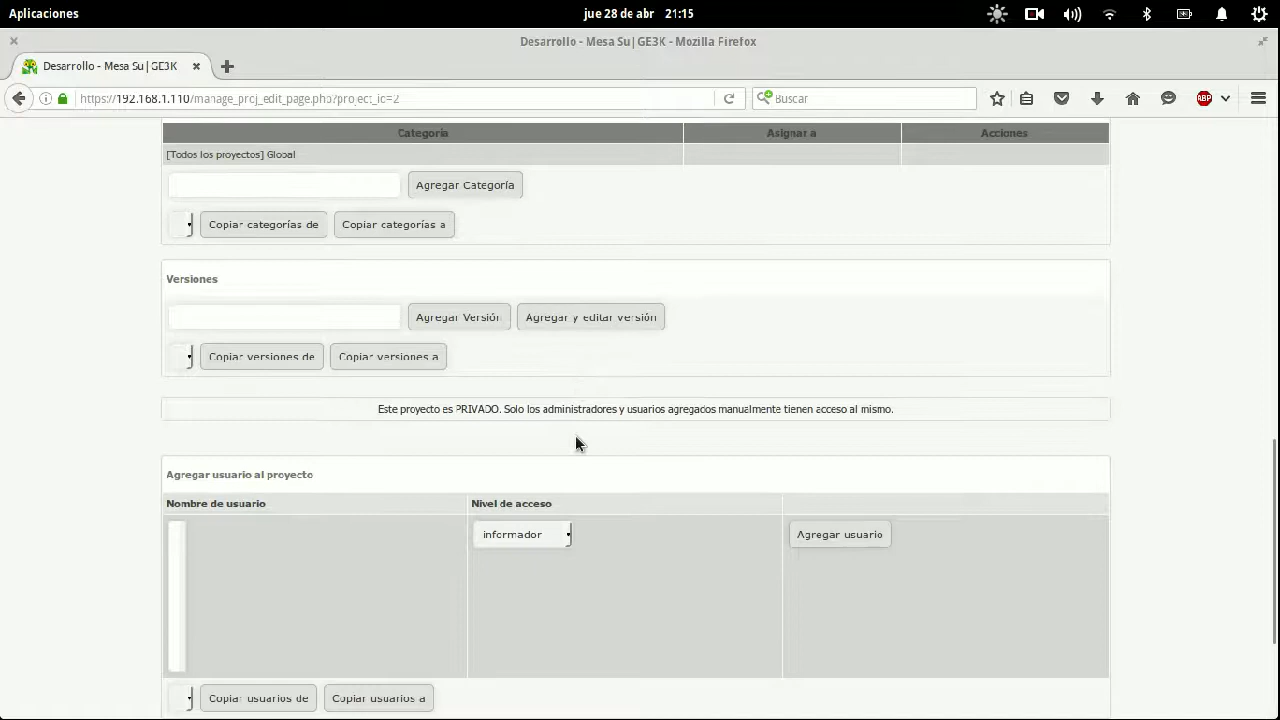 Aplicaciones
jue 28 de abr 21:15
Desarrollo - Mesa Su|GE3K - Mozilla Firefox
Desarrollo - Mesa Su|GE3K
https://192.168.1.110/manage_proj_edit_page.php?project_id=2
Buscar
ABP
Categoría Asignar a Acciones
[Todos los proyectos] Global
Agregar Categoría
Copiar categorías de Copiar categorías a
Versiones
Agregar Versión Agregar y editar versión
Copiar versiones de Copiar versiones a
Este proyecto es PRIVADO. Solo los administradores y usuarios agregados manualmente tienen acceso al mismo.
Agregar usuario al proyecto
Nombre de usuario Nivel de acceso
informador Agregar usuario
Copiar usuarios de Copiar usuarios a